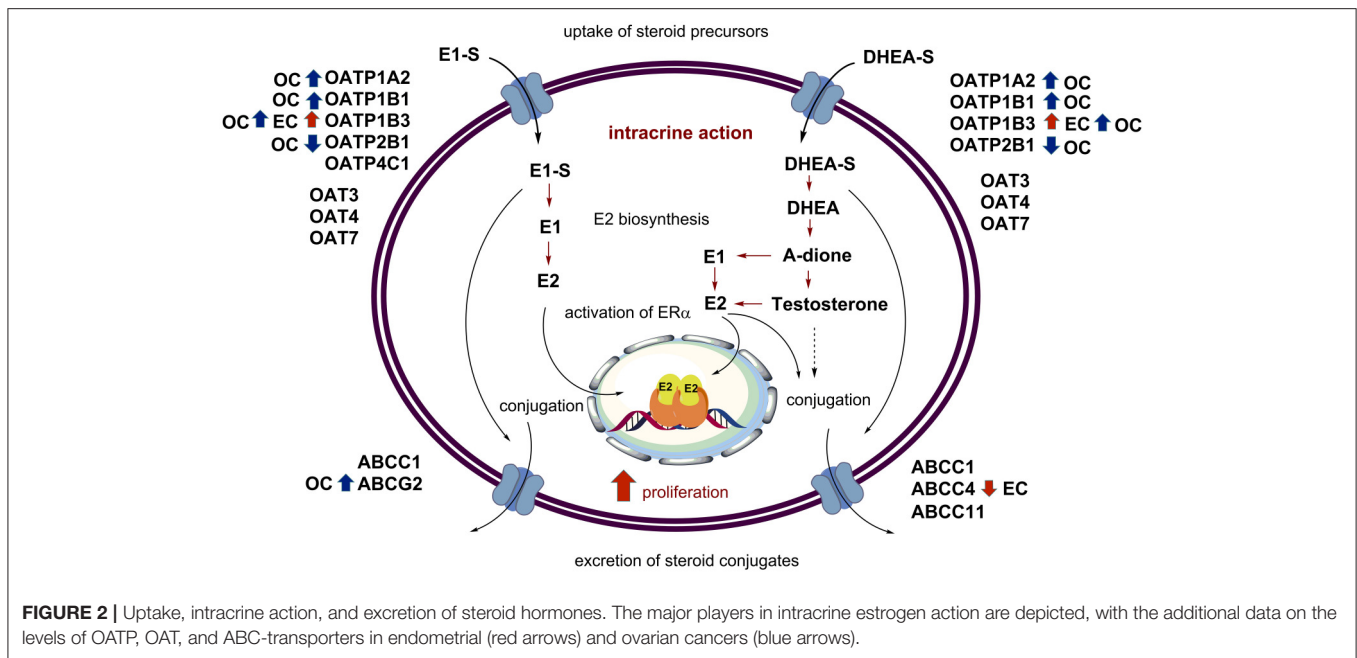 uptake of steroid precursors
E1-S
DHEA-S
OC OATP1A2
OC OATP1B1
OC EC OATP1B3
OC OATP2B1
OATP4C1
OAT3
OAT4
OAT7
OATP1A2 OC
OATP1B1 OC
OATP1B3 EC OC
OATP2B1 OC
OAT3
OAT4
OAT7
intracrine action
E1-S
E1
E2
E2 biosynthesis
DHEA-S
DHEA
E1 A-dione
E2 Testosterone
activation of ERα
E2 E2
conjugation
conjugation
ABCC1
OC ABCG2
proliferation
ABCC1
ABCC4 EC
ABCC11
excretion of steroid conjugates
FIGURE 2 | Uptake, intracrine action, and excretion of steroid hormones. The major players in intracrine estrogen action are depicted, with the additional data on the
levels of OATP, OAT, and ABC-transporters in endometrial (red arrows) and ovarian cancers (blue arrows).